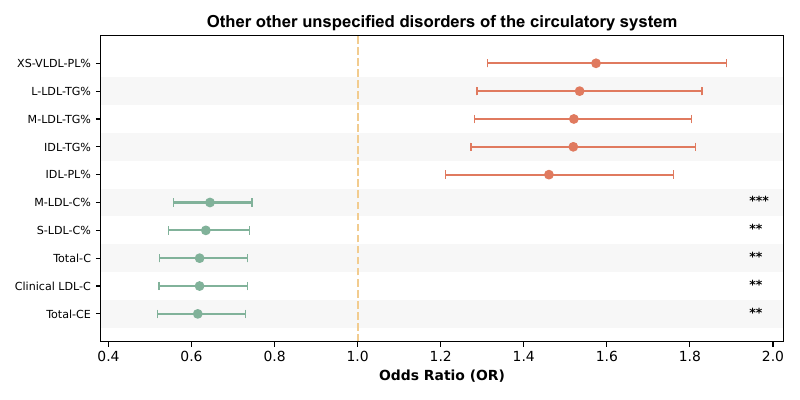 Other other unspecified disorders of the circulatory system
XS-VLDL-PL%
L-LDL-TG%
M-LDL-TG%
IDL-TG%
IDL-PL%
M-LDL-C% ***
S-LDL-C% **
Total-C **
Clinical LDL-C **
Total-CE **
0.4 0.6 0.8 1.0 1.2 1.4 1.6 1.8 2.0
Odds Ratio (OR)